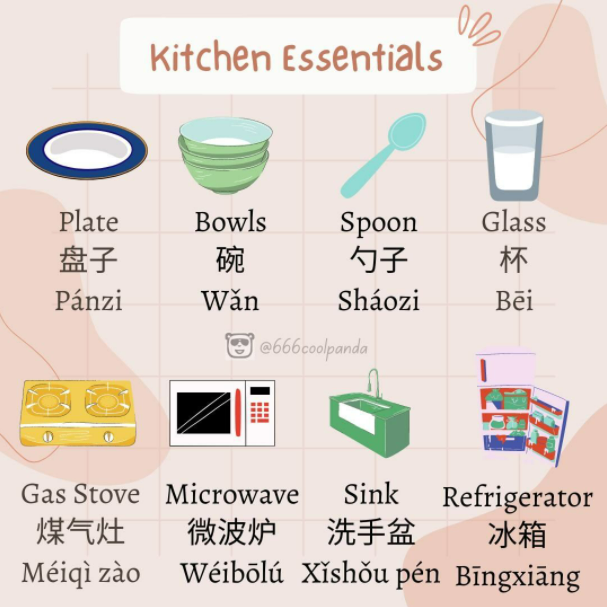 Kitchen Essentials
Plate
盘子
Pánzi
Bowls
碗
Wǎn
Spoon
勺子
Sháozi
Glass
杯
Bēi
@666coolpanda
Gas Stove
煤气灶
Méiqì zào
Microwave
微波炉
Wéibōlú
Sink
洗手盆
Xǐshǒu pén
Refrigerator
冰箱
Bīngxiāng